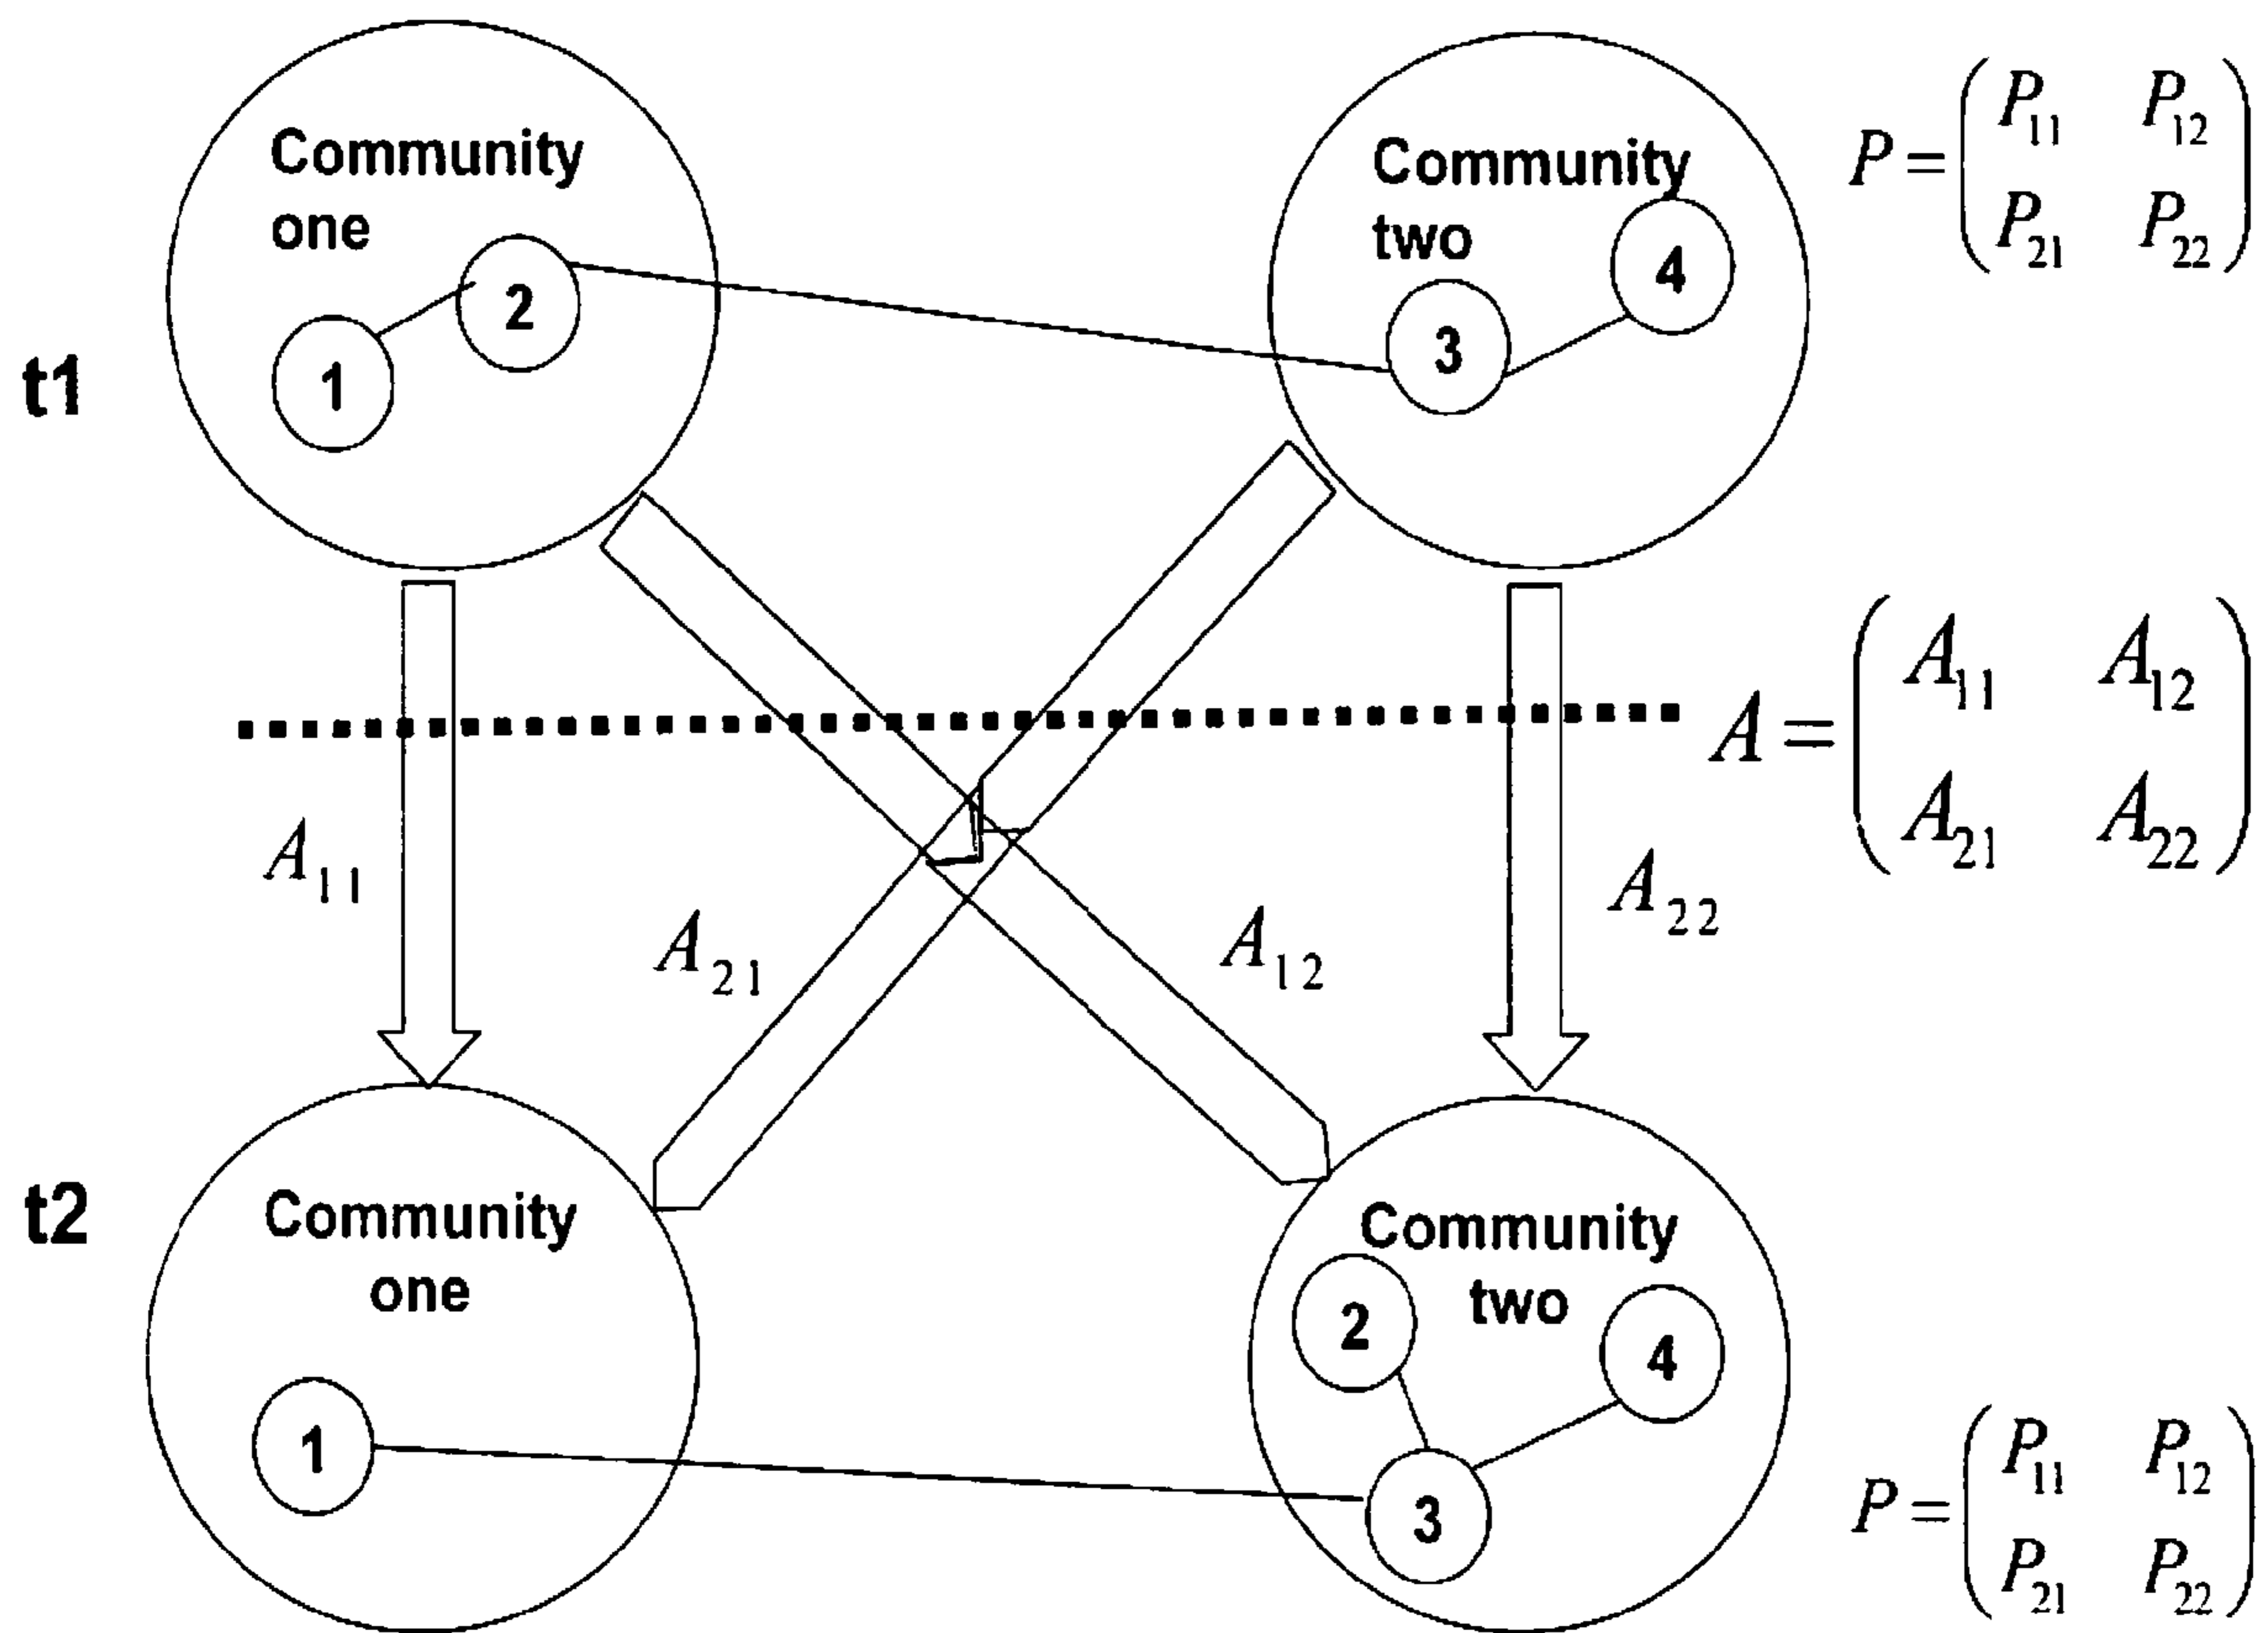 Community
one
2
1
t1
Community
two
4
3
P = ( P11 P12
P21 P22 )
A = ( A11 A12
A21 A22 )
A11
A21
A12
A22
t2
Community
one
1
Community
two
2
4
3
P = ( P11 P12
P21 P22 )